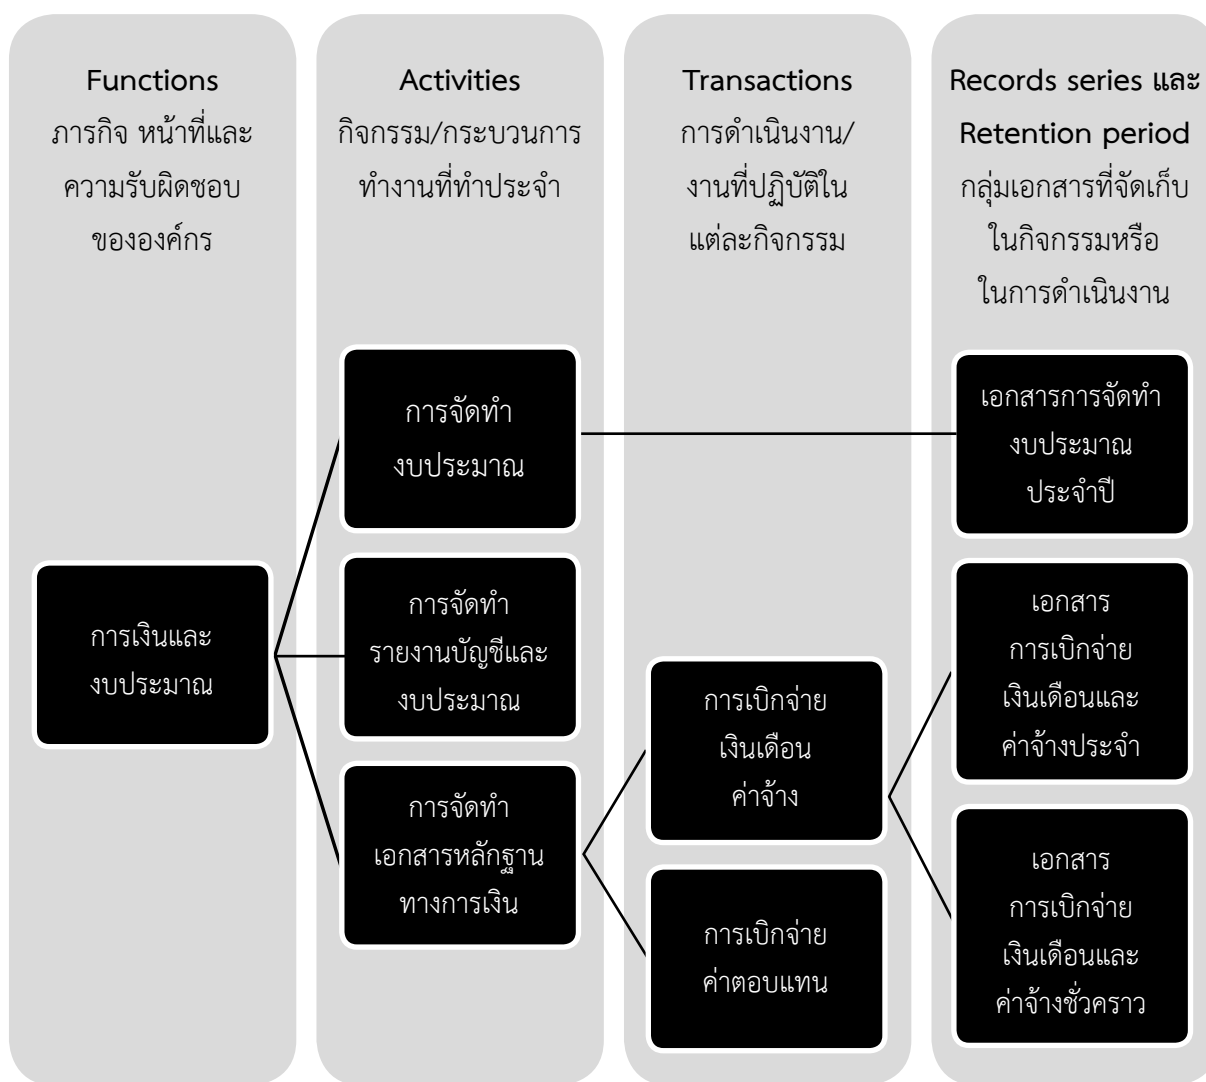 Functions
ภารกิจ หน้าที่และ
ความรับผิดชอบ
ขององค์กร
Activities
กิจกรรม/กระบวนการ
ทำงานที่ทำประจำ
Transactions
การดำเนินงาน/
งานที่ปฏิบัติใน
แต่ละกิจกรรม
Records series และ
Retention period
กลุ่มเอกสารที่จัดเก็บ
ในกิจกรรมหรือ
ในการดำเนินงาน
การเงินและ
งบประมาณ
การจัดทำ
งบประมาณ
การจัดทำ
รายงานบัญชีและ
งบประมาณ
การจัดทำ
เอกสารหลักฐาน
ทางการเงิน
การเบิกจ่าย
เงินเดือน
ค่าจ้าง
การเบิกจ่าย
ค่าตอบแทน
เอกสารการจัดทำ
งบประมาณ
ประจำปี
เอกสาร
การเบิกจ่าย
เงินเดือนและ
ค่าจ้างประจำ
เอกสาร
การเบิกจ่าย
เงินเดือนและ
ค่าจ้างชั่วคราว